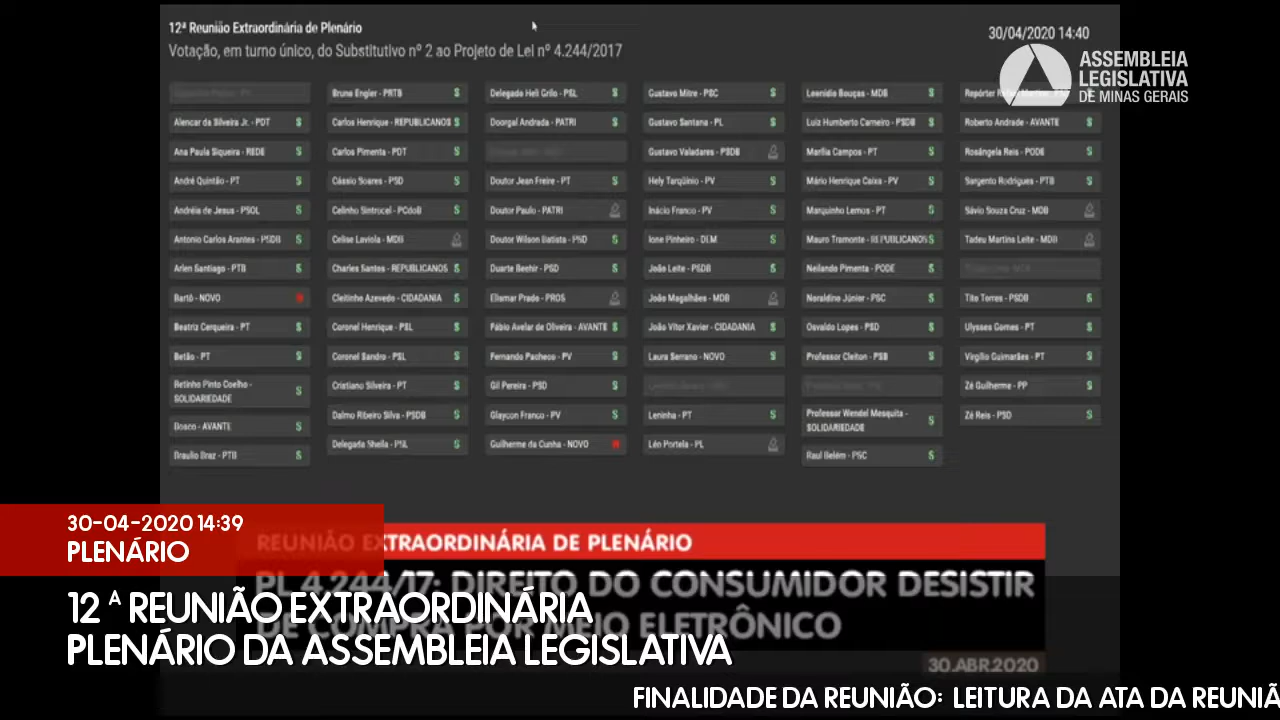 12ª Reunião Extraordinária de Plenário
Votação, em turno único, do Substitutivo nº 2 ao Projeto de Lei nº 4.244/2017
30/04/2020 14:40
ASSEMBLEIA
LEGISLATIVA
DE MINAS GERAIS
Alencar da Silveira Jr. - PDT S
Ana Paula Siqueira - REDE S
André Quintão - PT S
Andréia de Jesus - PSOL S
Antonio Carlos Arantes - PSDB S
Arlen Santiago - PTB S
Bartô - NOVO
Beatriz Cerqueira - PT S
Betão - PT S
Betinho Pinto Coelho -
SOLIDARIEDADE S
Bosco - AVANTE S
Braulio Braz - PTB S
Bruno Engler - PRTB S
Carlos Henrique - REPUBLICANOS S
Carlos Pimenta - PDT S
Cássio Soares - PSD S
Celinho Sintrocel - PCdoB S
Celise Laviola - MDB
Charles Santos - REPUBLICANOS S
Cleitinho Azevedo - CIDADANIA S
Coronel Henrique - PSL S
Coronel Sandro - PSL S
Cristiano Silveira - PT S
Dalmo Ribeiro Silva - PSDB S
Delegada Sheila - PSL S
Delegado Heli Grilo - PSL S
Doorgal Andrada - PATRI S
Doutor Jean Freire - PT S
Doutor Paulo - PATRI
Doutor Wilson Batista - PSD S
Duarte Bechir - PSD S
Elismar Prado - PROS
Fábio Avelar de Oliveira - AVANTE S
Fernando Pacheco - PV S
Gil Pereira - PSD S
Glaycon Franco - PV S
Guilherme da Cunha - NOVO N
Gustavo Mitre - PSC S
Gustavo Santana - PL S
Gustavo Valadares - PSDB
Hely Tarqüínio - PV S
Inácio Franco - PV S
Ione Pinheiro - DEM S
João Leite - PSDB S
João Magalhães - MDB
João Vítor Xavier - CIDADANIA S
Laura Serrano - NOVO S
Leninha - PT S
Léo Portela - PL
Leonídio Bouças - MDB S
Luiz Humberto Carneiro - PSDB S
Marília Campos - PT S
Mário Henrique Caixa - PV S
Marquinho Lemos - PT S
Mauro Tramonte - REPUBLICANOS S
Neilando Pimenta - PODE S
Noraldino Júnior - PSC S
Osvaldo Lopes - PSD S
Professor Cleiton - PSB S
Professor Wendel Mesquita -
SOLIDARIEDADE S
Raul Belém - PSC S
Repórter
Roberto Andrade - AVANTE S
Rosângela Reis - PODE S
Sargento Rodrigues - PTB S
Sávio Souza Cruz - MDB
Tadeu Martins Leite - MDB
Tito Torres - PSDB S
Ulysses Gomes - PT S
Virgílio Guimarães - PT S
Zé Guilherme - PP S
Zé Reis - PSD S
30-04-2020 14:39
PLENÁRIO
REUNIÃO EXTRAORDINÁRIA DE PLENÁRIO
PL 4.244/17: DIREITO DO CONSUMIDOR DESISTIR
DE COMPRA POR MEIO ELETRÔNICO
30.ABR.2020
12 ª REUNIÃO EXTRAORDINÁRIA
PLENÁRIO DA ASSEMBLEIA LEGISLATIVA
FINALIDADE DA REUNIÃO: LEITURA DA ATA DA REUNIÃ